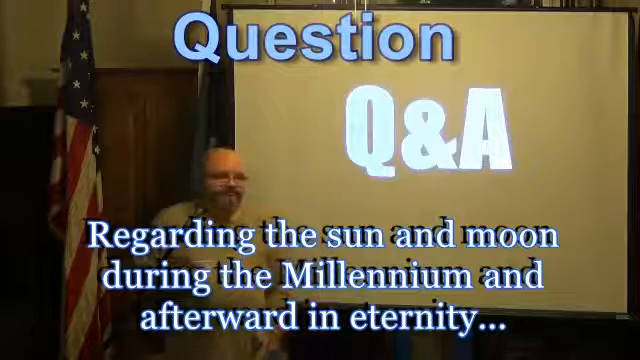 Question
Q&A
Regarding the sun and moon
during the Millennium and
afterward in eternity...